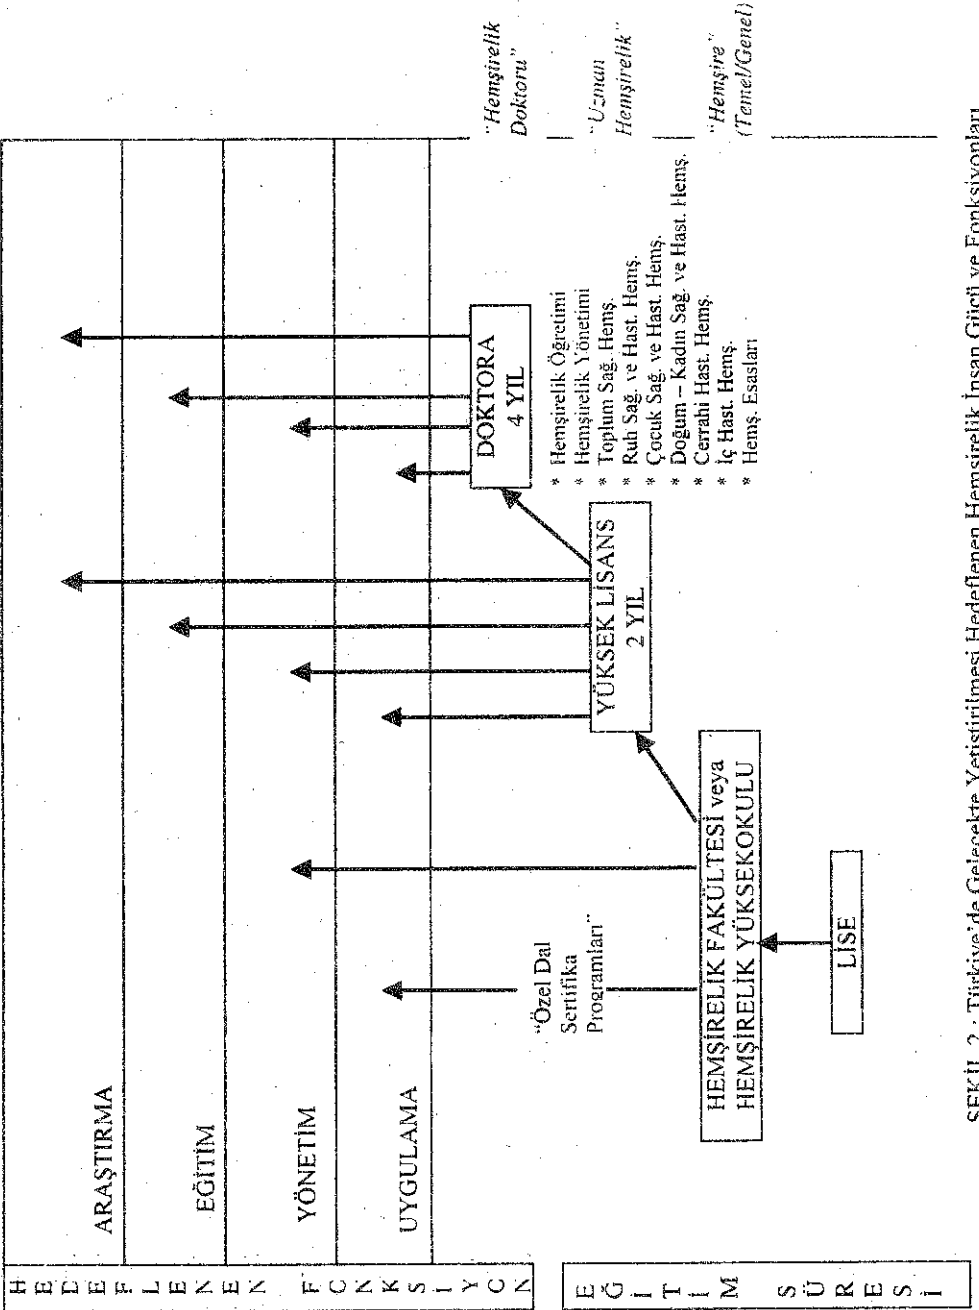 HEDEFLENEN FCNKSİYCN
ARAŞTIRMA
EĞİTİM
YÖNETİM
UYGULAMA
EĞİTİM SÜRESİ
"Özel Dal
Sertifika
Programları"
DOKTORA
4 YIL
"Hemşirelik
Doktoru"
YÜKSEK LİSANS
2 YIL
* Hemşirelik Öğretimi
* Hemşirelik Yönetimi
* Toplum Sağ. Hemş.
* Ruh Sağ. ve Hast. Hemş.
* Çocuk Sağ. ve Hast. Hemş.
* Doğum – Kadın Sağ. ve Hast. Hemş.
* Cerrahi Hast. Hemş.
* İç Hast. Hemş.
* Hemş. Esasları
"Uzman
Hemşirelik"
HEMŞİRELİK FAKÜLTESİ veya
HEMŞİRELİK YÜKSEKOKULU
"Hemşire"
(Temel/Genel)
LİSE
ŞEKİL 2 : Türkiye'de Gelecekte Yetiştirilmesi Hedeflenen Hemşirelik İnsan Gücü ve Fonksiyonları